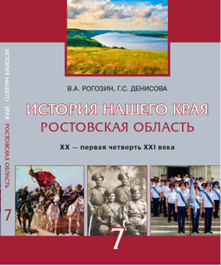 В.А. РОГОЗИН, Г.С. ДЕНИСОВА
ИСТОРИЯ НАШЕГО КРАЯ
РОСТОВСКАЯ ОБЛАСТЬ
XX — первая четверть XXI века
7
ИСТОРИЯ НАШЕГО КРАЯ РОСТОВСКАЯ ОБЛАСТЬ
7